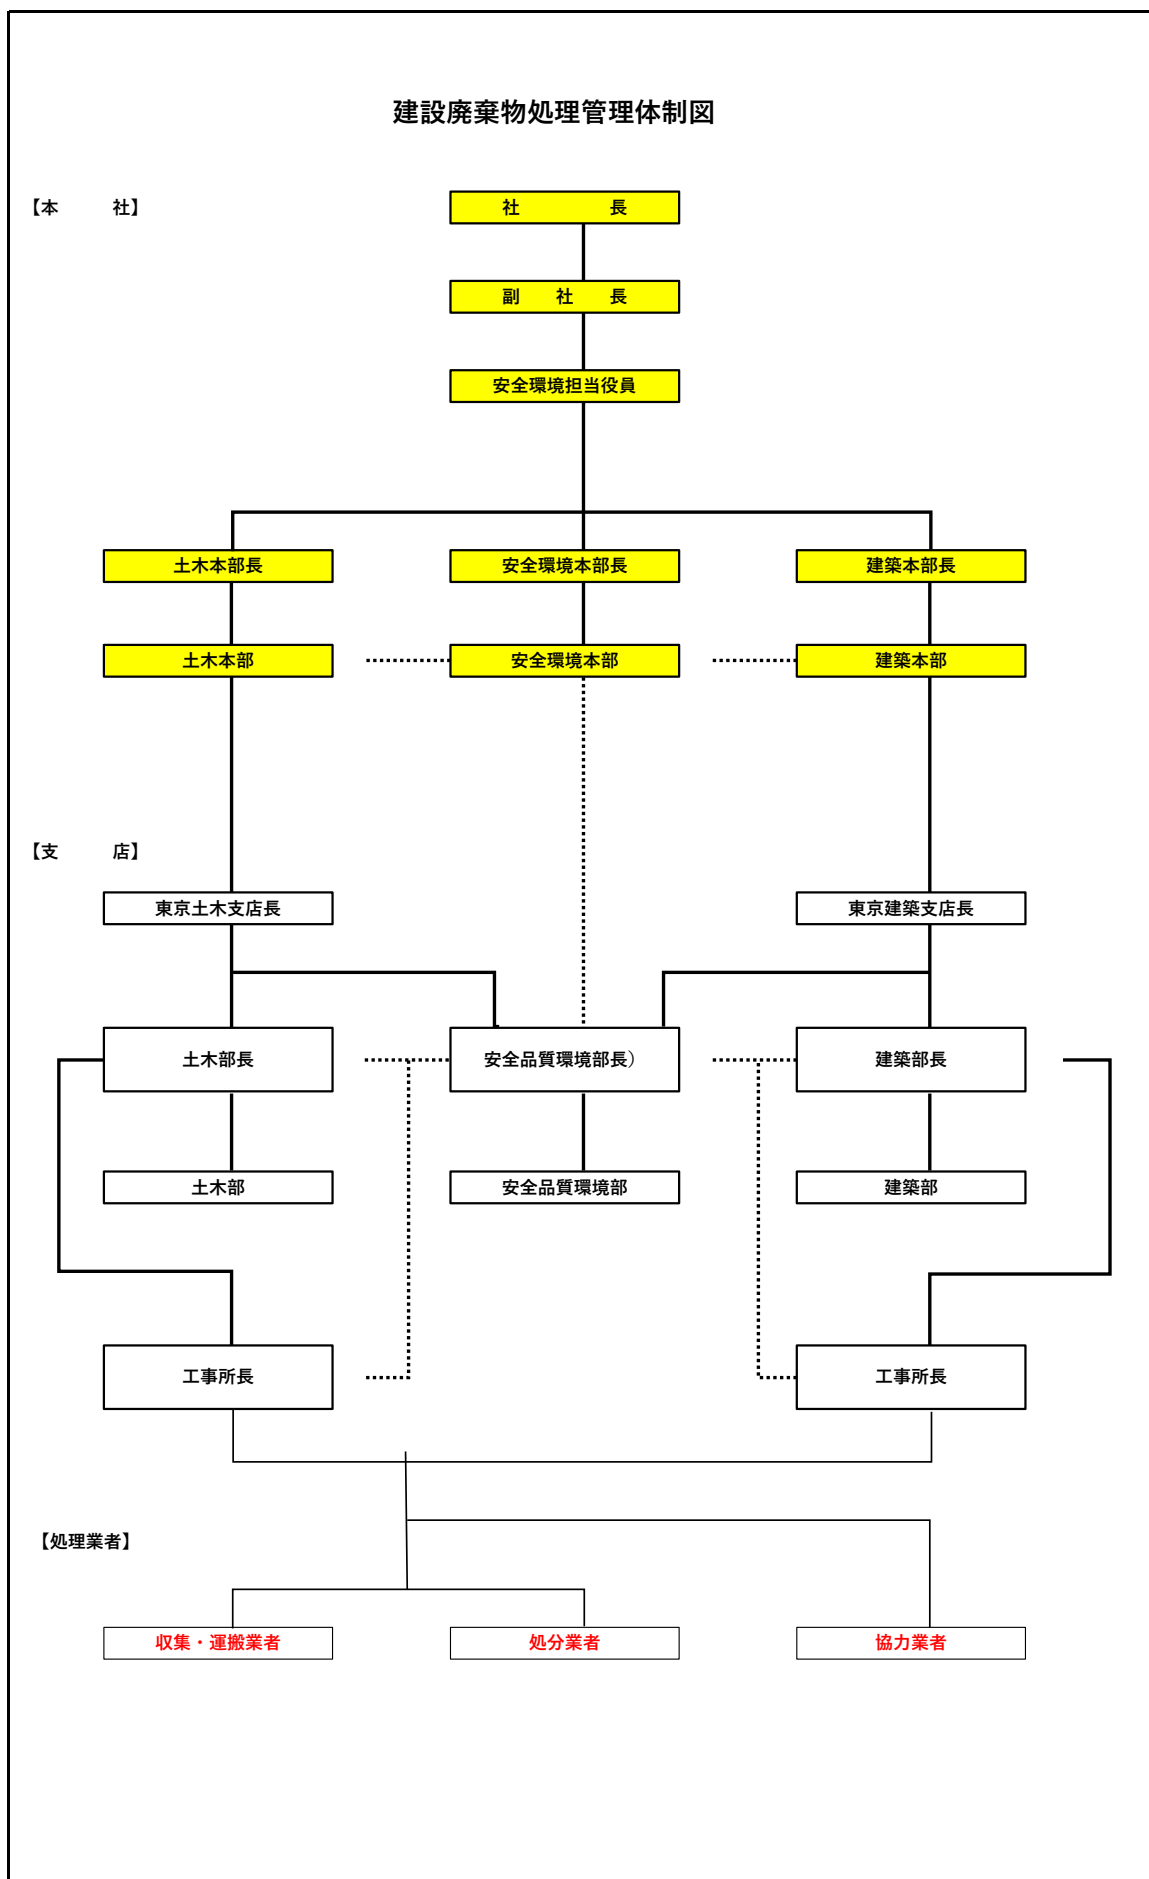 建設廃棄物処理管理体制図
【本　　　社】
社　　　　　長
副　　社　　長
安全環境担当役員
土木本部長
安全環境本部長
建築本部長
土木本部
安全環境本部
建築本部
【支　　　店】
東京土木支店長
東京建築支店長
土木部長
安全品質環境部長）
建築部長
土木部
安全品質環境部
建築部
工事所長
工事所長
【処理業者】
収集・運搬業者
処分業者
協力業者